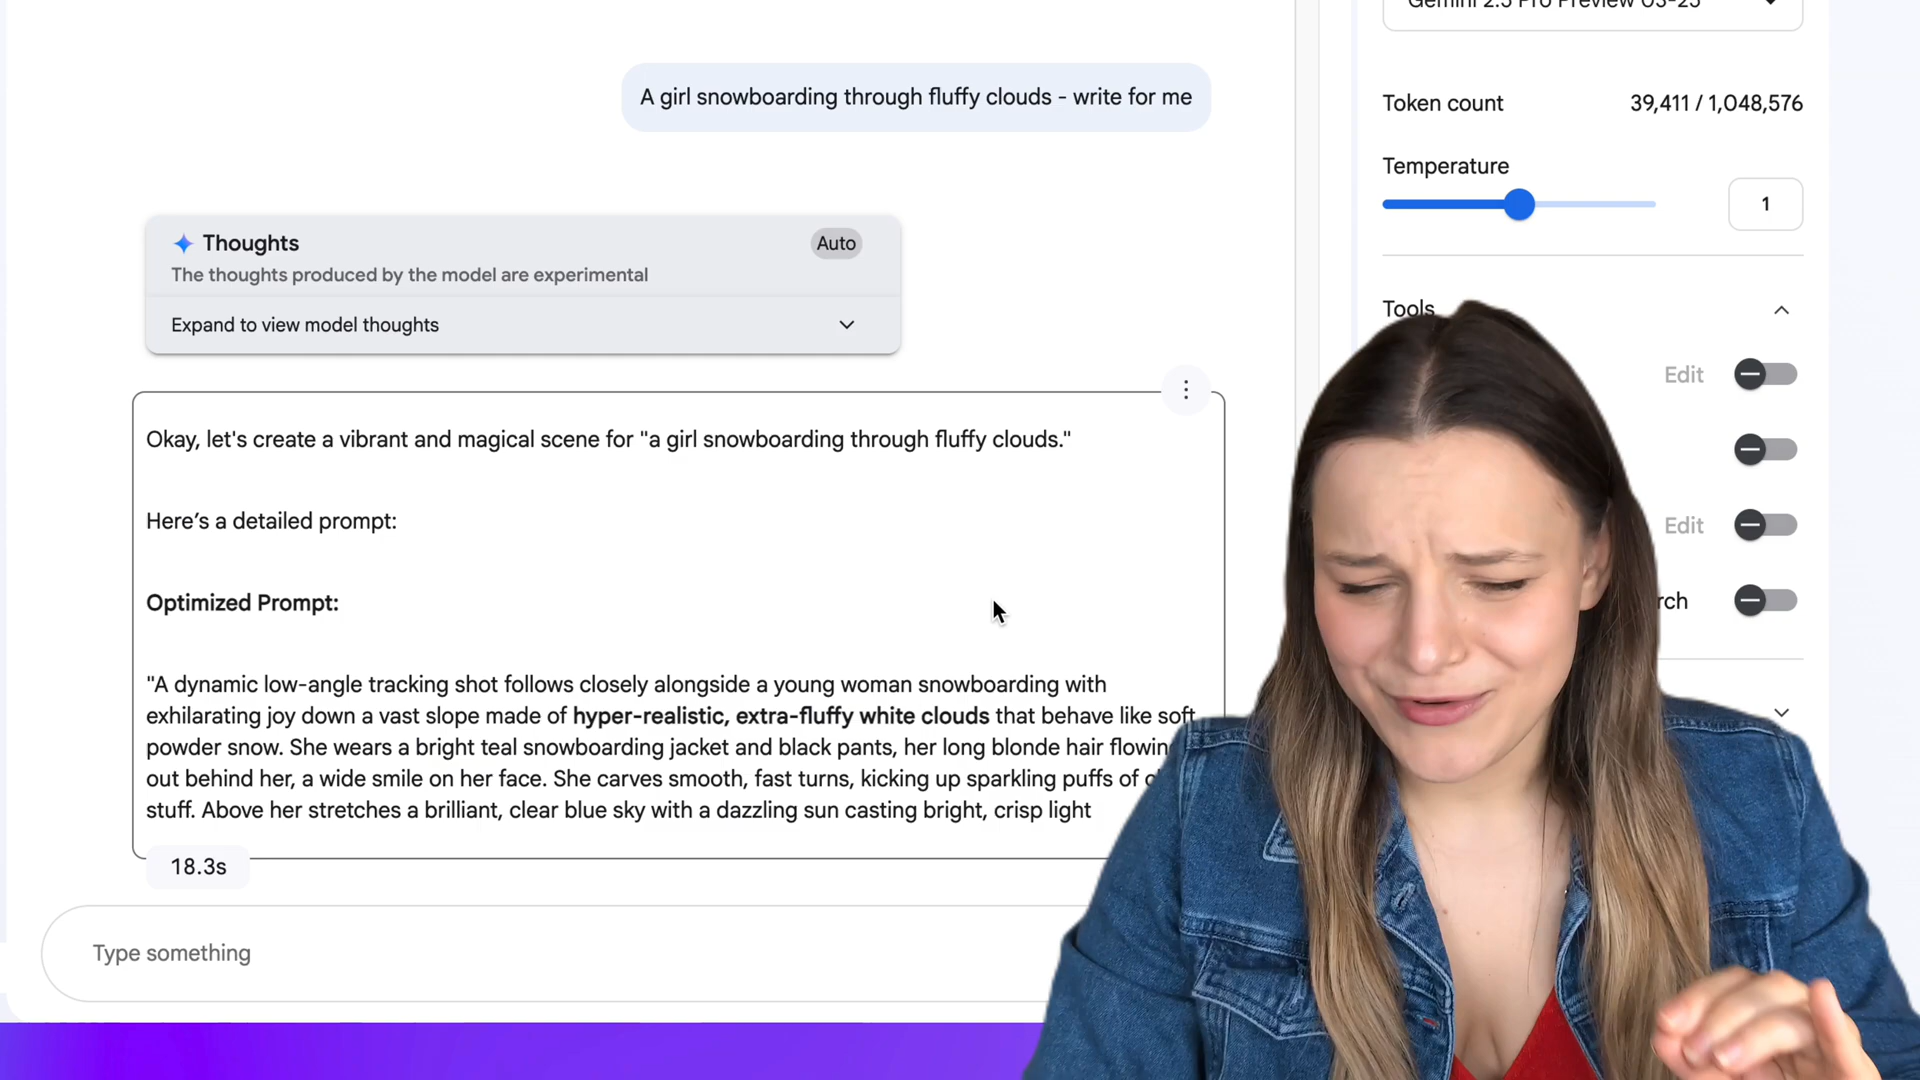 Gemini 2.5 Pro Preview 03-25
A girl snowboarding through fluffy clouds - write for me
Token count 39,411 / 1,048,576
Temperature
1
Thoughts
Auto
The thoughts produced by the model are experimental
Expand to view model thoughts
Tools
Edit
Okay, let's create a vibrant and magical scene for "a girl snowboarding through fluffy clouds."
Here's a detailed prompt:
Edit
Optimized Prompt:
"A dynamic low-angle tracking shot follows closely alongside a young woman snowboarding with
exhilarating joy down a vast slope made of hyper-realistic, extra-fluffy white clouds that behave like soft
powder snow. She wears a bright teal snowboarding jacket and black pants, her long blonde hair
out behind her, a wide smile on her face. She carves smooth, fast turns, kicking up sparkling puffs of
stuff. Above her stretches a brilliant, clear blue sky with a dazzling sun casting bright, crisp light
18.3s
Type something